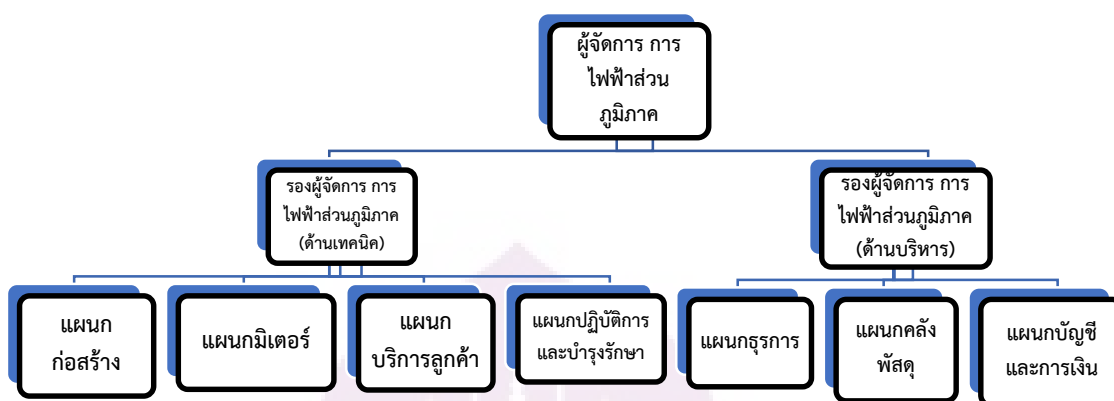 ผู้จัดการ การ
ไฟฟ้าส่วน
ภูมิภาค
รองผู้จัดการ การ
ไฟฟ้าส่วนภูมิภาค
(ด้านเทคนิค)
รองผู้จัดการ การ
ไฟฟ้าส่วนภูมิภาค
(ด้านบริหาร)
แผนก
ก่อสร้าง
แผนกมิเตอร์
แผนก
บริการลูกค้า
แผนกปฏิบัติการ
และบำรุงรักษา
แผนกธุรการ
แผนกคลัง
พัสดุ
แผนกบัญชี
และการเงิน